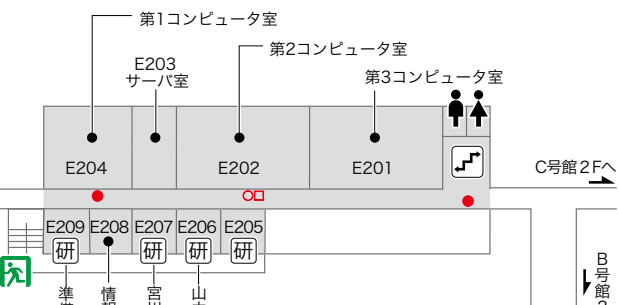 第1コンピュータ室
第2コンピュータ室
E203
サーバ室
第3コンピュータ室
E204
E202
E201
C号館2Fへ
E209
E208
E207
E206
E205
研
研
研
研
準
情
宮
山
B号館